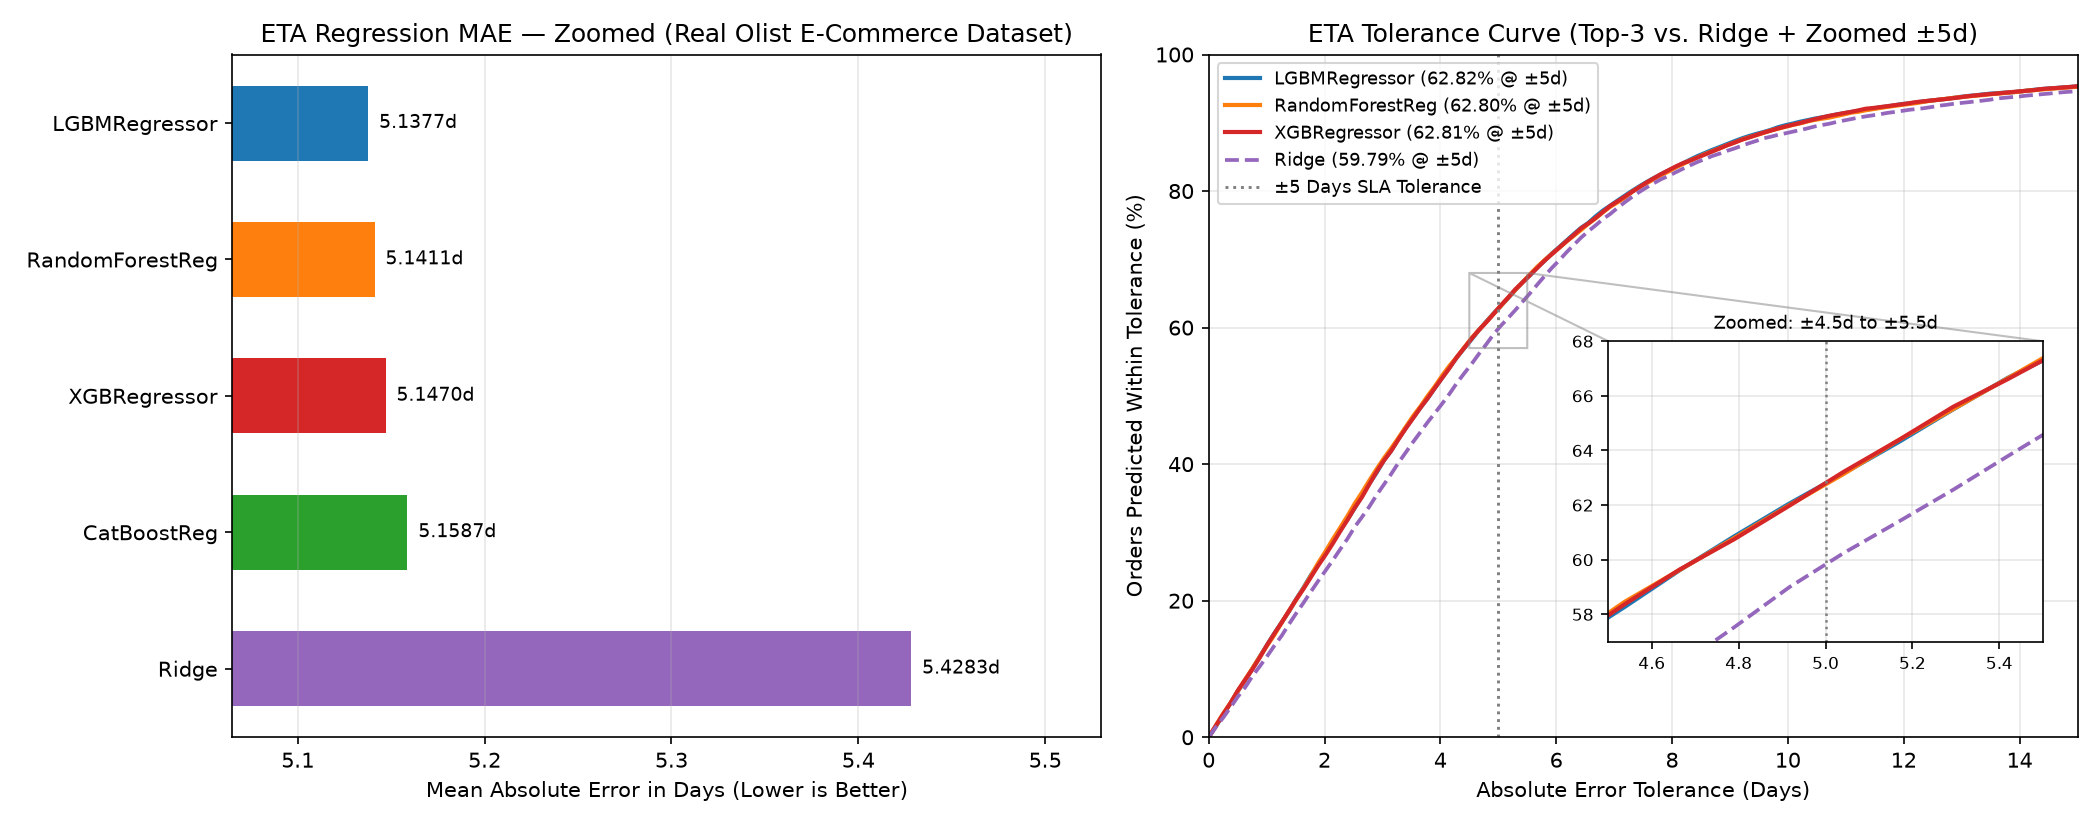 ETA Regression MAE — Zoomed (Real Olist E-Commerce Dataset)
LGBMRegressor
5.1377d
RandomForestReg
5.1411d
XGBRegressor
5.1470d
CatBoostReg
5.1587d
Ridge
5.4283d
5.1 5.2 5.3 5.4 5.5
Mean Absolute Error in Days (Lower is Better)
ETA Tolerance Curve (Top-3 vs. Ridge + Zoomed ±5d)
LGBMRegressor (62.82% @ ±5d)
RandomForestReg (62.80% @ ±5d)
XGBRegressor (62.81% @ ±5d)
Ridge (59.79% @ ±5d)
±5 Days SLA Tolerance
Orders Predicted Within Tolerance (%)
100
80
60
40
20
0
Zoomed: ±4.5d to ±5.5d
68
66
64
62
60
58
4.6 4.8 5.0 5.2 5.4
0 2 4 6 8 10 12 14
Absolute Error Tolerance (Days)